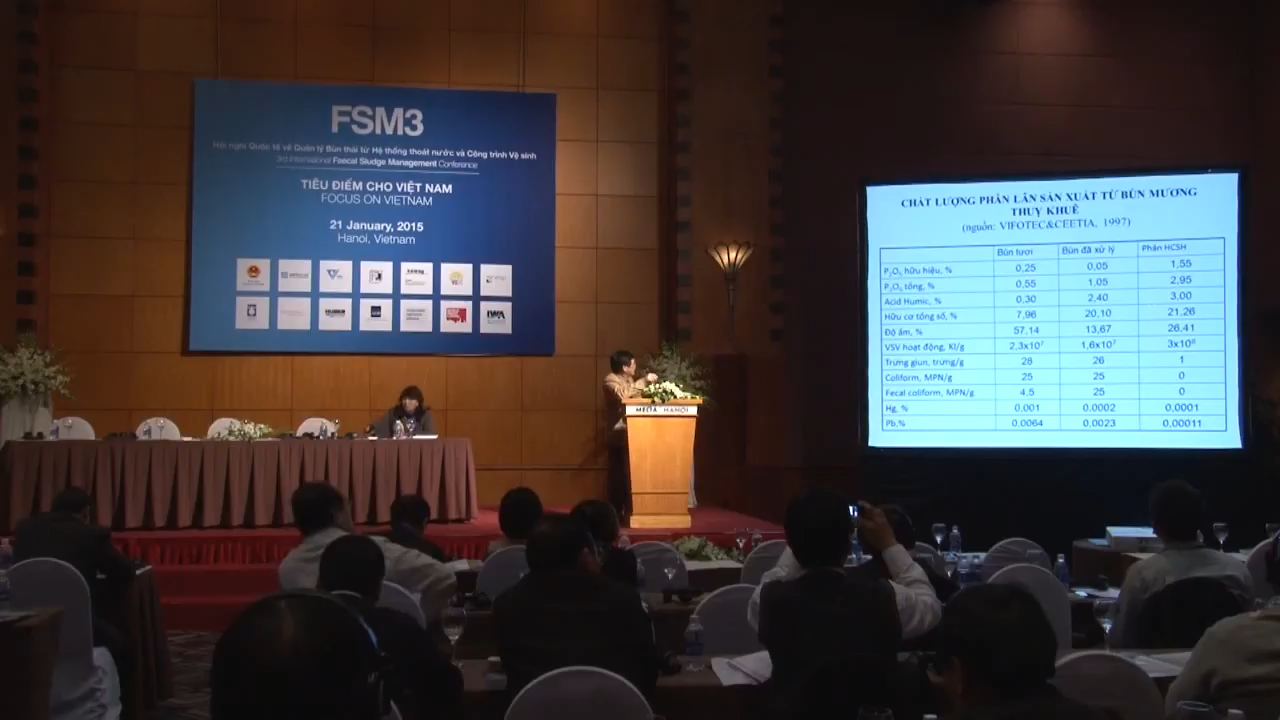 FSM3
Hội nghị Quốc tế về Quản lý Bùn thải từ Hệ thống thoát nước và Công trình Vệ sinh
3rd International Faecal Sludge Management Conference
TIÊU ĐIỂM CHO VIỆT NAM
FOCUS ON VIETNAM
21 January, 2015
Hanoi, Vietnam
IWA
MELIA HANOI
CHẤT LƯỢNG PHÂN LÂN SẢN XUẤT TỪ BÙN MƯƠNG
THUỴ KHUÊ
(nguồn: VIFOTEC&CEETIA, 1997)
Bùn tươi Bùn đã xử lý Phân HCSH
P2O5 hữu hiệu, % 0,25 0,05 1,55
P2O5 tổng, % 0,55 1,05 2,95
Acid Humic, % 0,30 2,40 3,00
Hữu cơ tổng số, % 7,96 20,10 21,26
Độ ẩm, % 57,14 13,67 26,41
VSV hoạt động, Kl/g 2,3x10⁷ 1,6x10⁷ 3x10⁸
Trứng giun, trứng/g 28 26 1
Coliform, MPN/g 25 25 0
Fecal coliform, MPN/g 4,5 25 0
Hg, % 0,001 0,0002 0,0001
Pb,% 0,0064 0,0023 0,00011